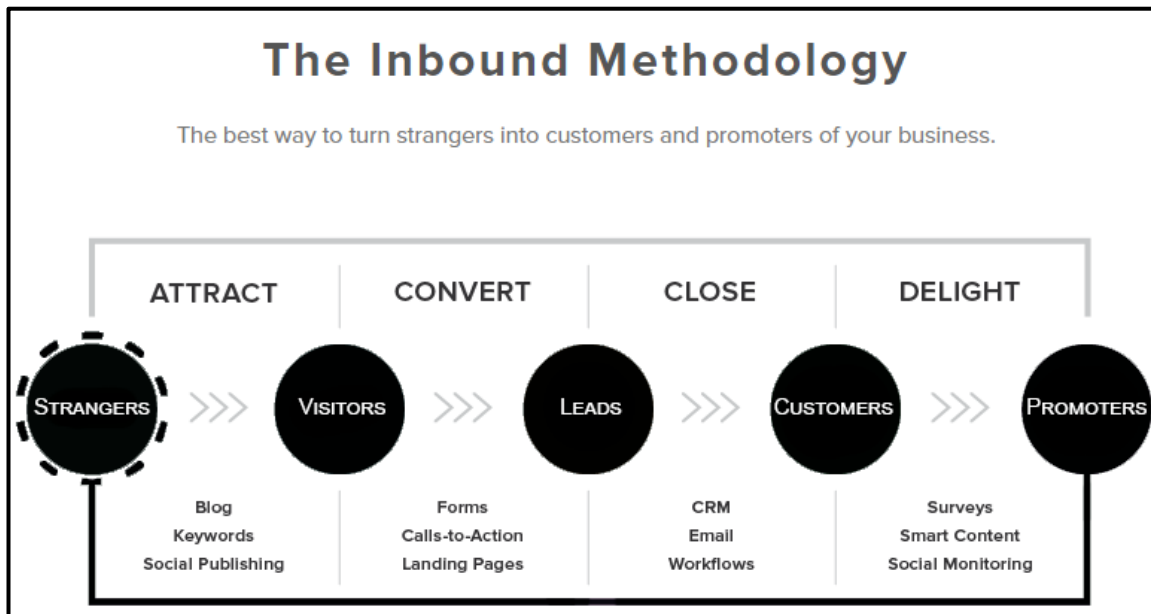 The Inbound Methodology
The best way to turn strangers into customers and promoters of your business.
ATTRACT
CONVERT
CLOSE
DELIGHT
STRANGERS
VISITORS
LEADS
CUSTOMERS
PROMOTERS
Blog
Keywords
Social Publishing
Forms
Calls-to-Action
Landing Pages
CRM
Email
Workflows
Surveys
Smart Content
Social Monitoring